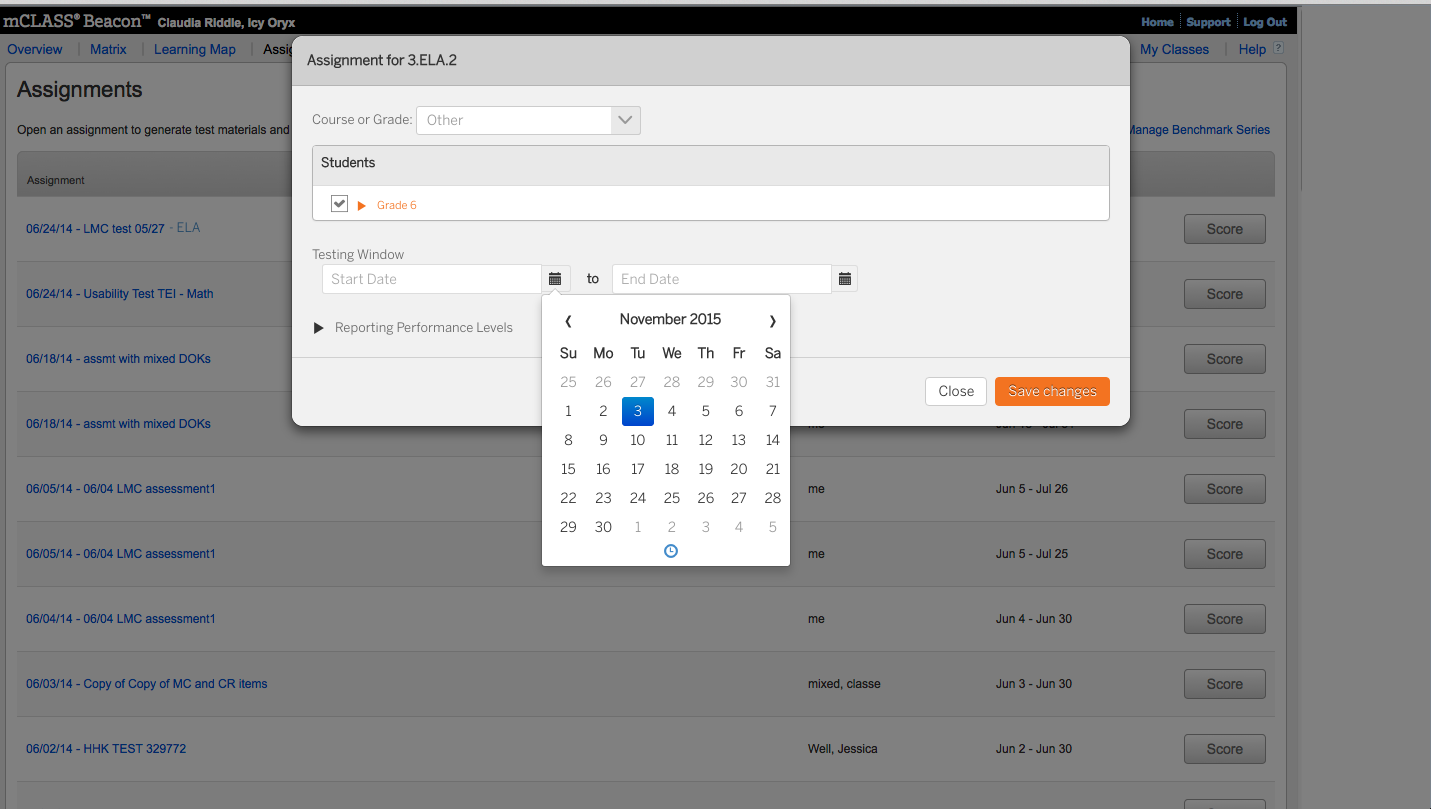 mCLASS® Beacon™ Claudia Riddle, Icy Oryx
Home Support Log Out
Overview Matrix Learning Map My Classes Help ?
Assignment for 3.ELA.2
Assignments
Course or Grade: Other
Open an assignment to generate test materials and
Manage Benchmark Series
Students
Assignment
Grade 6
06/24/14 - LMC test 05/27 - ELA Score
Testing Window
Start Date to End Date
06/24/14 - Usability Test TEI - Math Score
Reporting Performance Levels
November 2015
Su Mo Tu We Th Fr Sa
25 26 27 28 29 30 31
1 2 3 4 5 6 7
8 9 10 11 12 13 14
15 16 17 18 19 20 21
22 23 24 25 26 27 28
29 30 1 2 3 4 5
06/18/14 - assmt with mixed DOKs Score
Close Save changes
06/18/14 - assmt with mixed DOKs Score
06/05/14 - 06/04 LMC assessment1 me Jun 5 - Jul 26 Score
06/05/14 - 06/04 LMC assessment1 me Jun 5 - Jul 25 Score
06/04/14 - 06/04 LMC assessment1 me Jun 4 - Jun 30 Score
06/03/14 - Copy of Copy of MC and CR items mixed, classe Jun 3 - Jun 30 Score
06/02/14 - HHK TEST 329772 Well, Jessica Jun 2 - Jun 30 Score